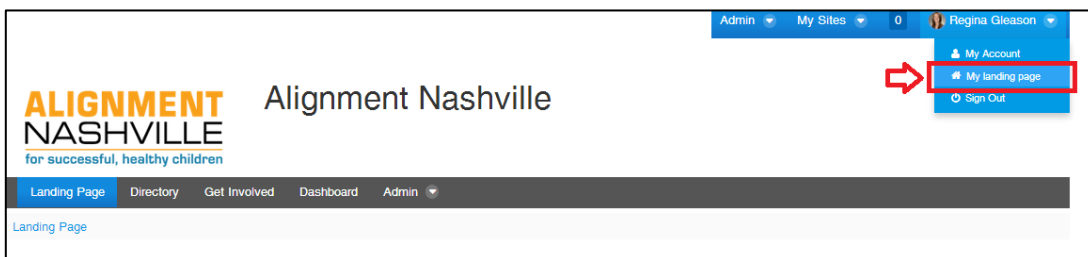 Admin My Sites 0 Regina Gleason
My Account
My landing page
Sign Out
ALIGNMENT
NASHVILLE
for successful, healthy children
Alignment Nashville
Landing Page Directory Get Involved Dashboard Admin
Landing Page